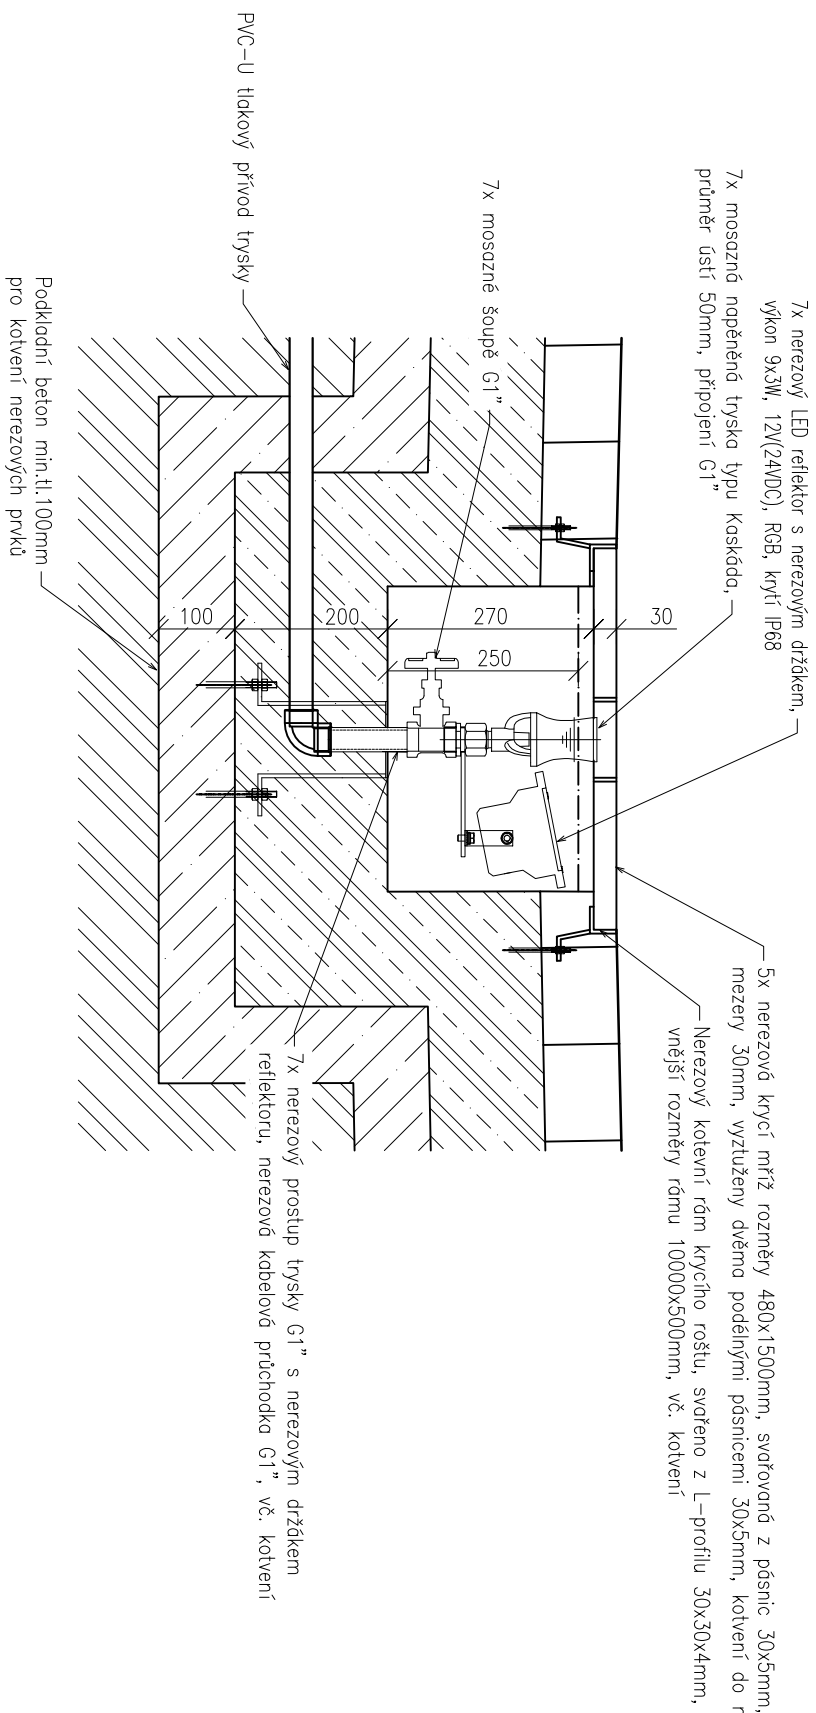 7x nerezový LED reflektor s nerezovým držákem,
výkon 9x3W, 12V(24VDC), RGB, krytí IP68
7x mosazná napěněná tryska typu Kaskáda,
průměr ústí 50mm, připojení G1"
7x mosazné šoupě G1"
PVC-U tlakový přívod trysky
Podkladní beton min.tl.100mm
pro kotvení nerezových prvků
100
200
270
30
250
5x nerezová krycí mříž rozměry 480x1500mm, svařovaná z pásnic 30x5mm,
mezery 30mm, vyztuženy dvěma podélnými pásnicemi 30x5mm, kotvení do r
Nerezový kotevní rám krycího roštu, svařeno z L-profilu 30x30x4mm,
vnější rozměry rámu 10000x500mm, vč. kotvení
7x nerezový prostup trysky G1" s nerezovým držákem
reflektoru, nerezová kabelová průchodka G1", vč. kotvení